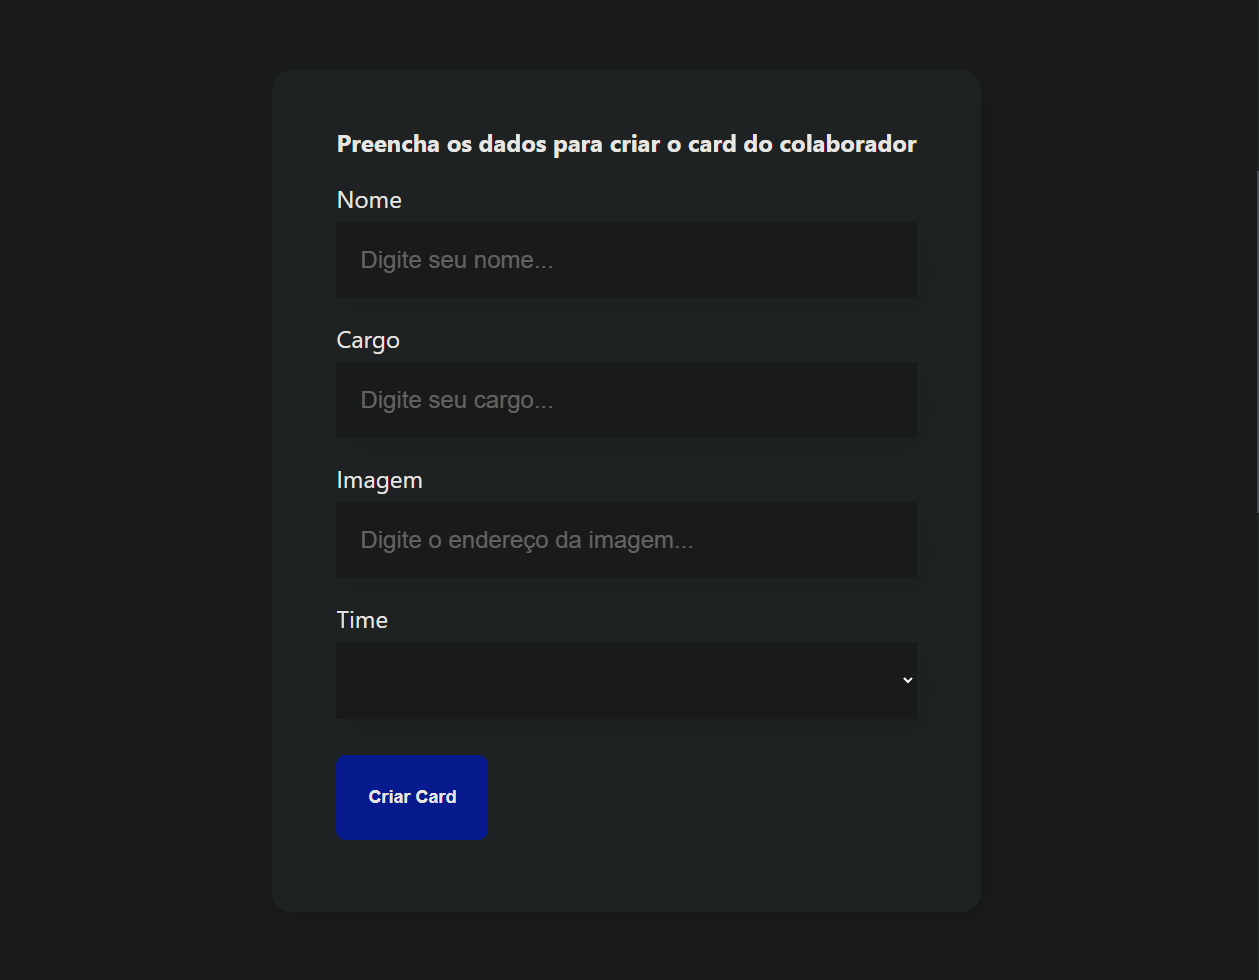 Preencha os dados para criar o card do colaborador
Nome
Digite seu nome...
Cargo
Digite seu cargo...
Imagem
Digite o endereço da imagem...
Time
Criar Card